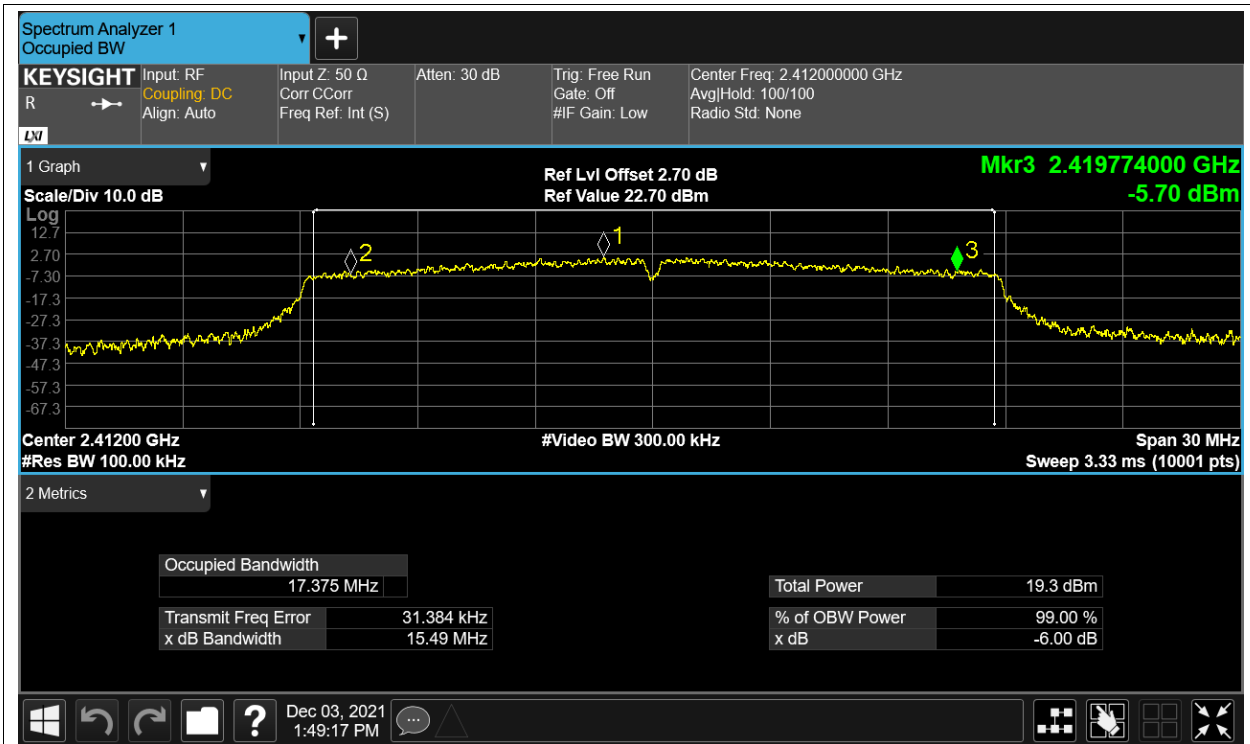 Spectrum Analyzer 1
Occupied BW
KEYSIGHT
R
LXI
Input: RF
Coupling: DC
Align: Auto
Input Z: 50 Ω
Corr CCorr
Freq Ref: Int (S)
Atten: 30 dB
Trig: Free Run
Gate: Off
#IF Gain: Low
Center Freq: 2.412000000 GHz
Avg|Hold: 100/100
Radio Std: None
1 Graph
Scale/Div 10.0 dB
Ref Lvl Offset 2.70 dB
Ref Value 22.70 dBm
Mkr3 2.419774000 GHz
-5.70 dBm
Log
12.7
2.70
-7.30
-17.3
-27.3
-37.3
-47.3
-57.3
-67.3
2
1
3
Center 2.41200 GHz
#Res BW 100.00 kHz
#Video BW 300.00 kHz
Span 30 MHz
Sweep 3.33 ms (10001 pts)
2 Metrics
Occupied Bandwidth
17.375 MHz
Transmit Freq Error 31.384 kHz
x dB Bandwidth 15.49 MHz
Total Power 19.3 dBm
% of OBW Power 99.00 %
x dB -6.00 dB
?
Dec 03, 2021
1:49:17 PM